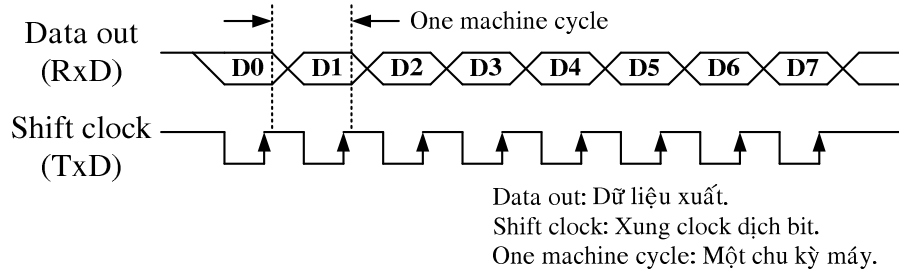 One machine cycle
Data out
(RxD)
D0 D1 D2 D3 D4 D5 D6 D7
Shift clock
(TxD)
Data out: Dữ liệu xuất.
Shift clock: Xung clock dịch bit.
One machine cycle: Một chu kỳ máy.